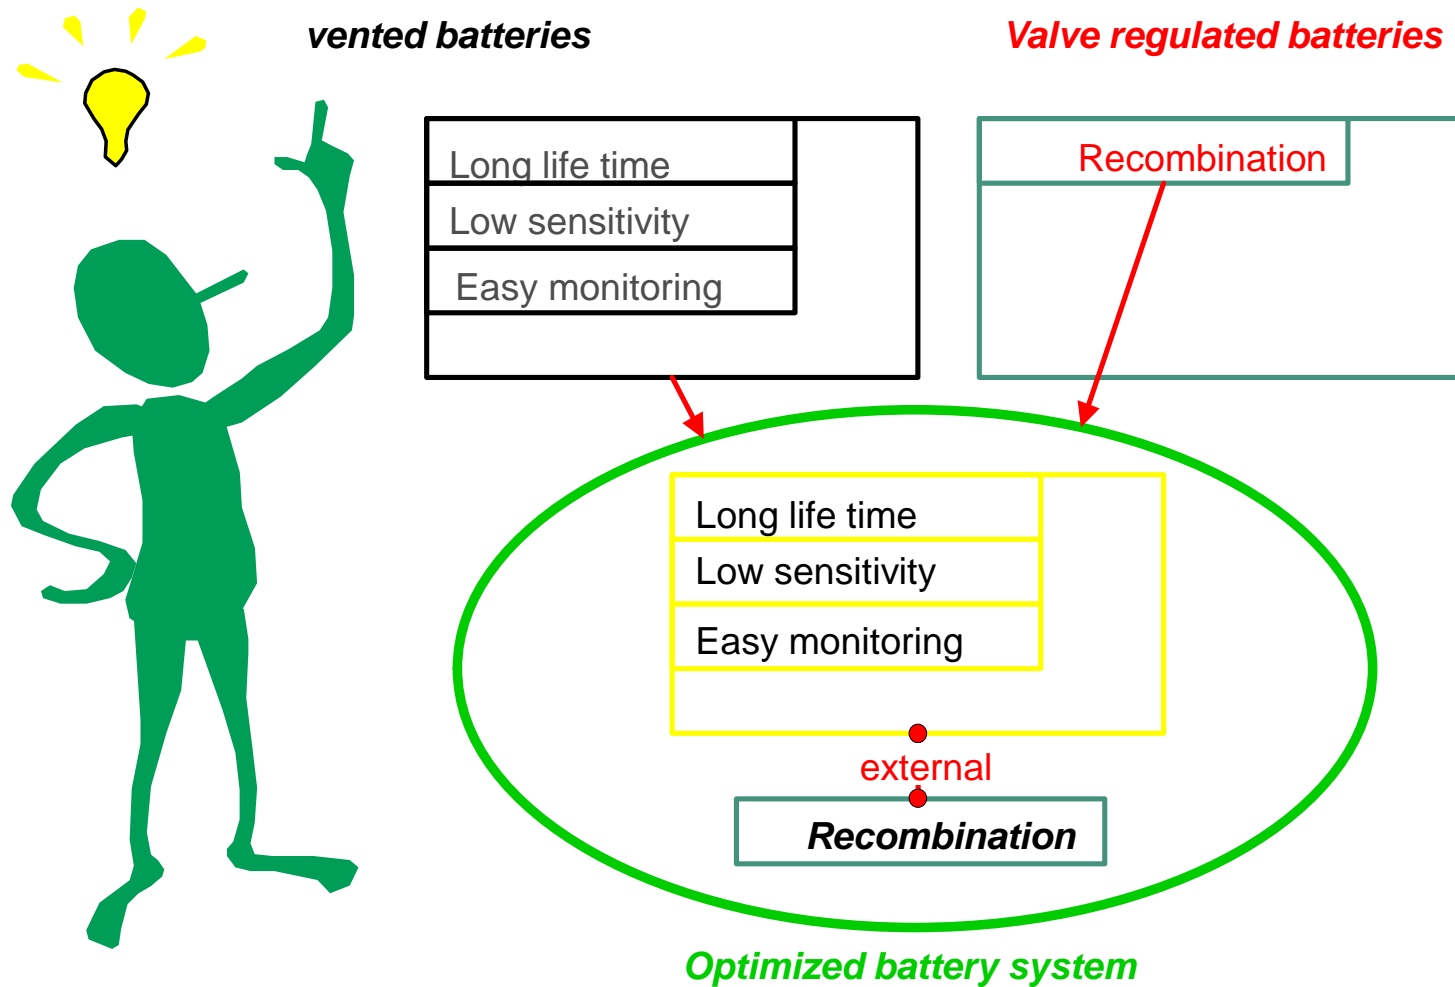 vented batteries
Valve regulated batteries
Long life time
Low sensitivity
Easy monitoring
Recombination
Long life time
Low sensitivity
Easy monitoring
external
Recombination
Optimized battery system